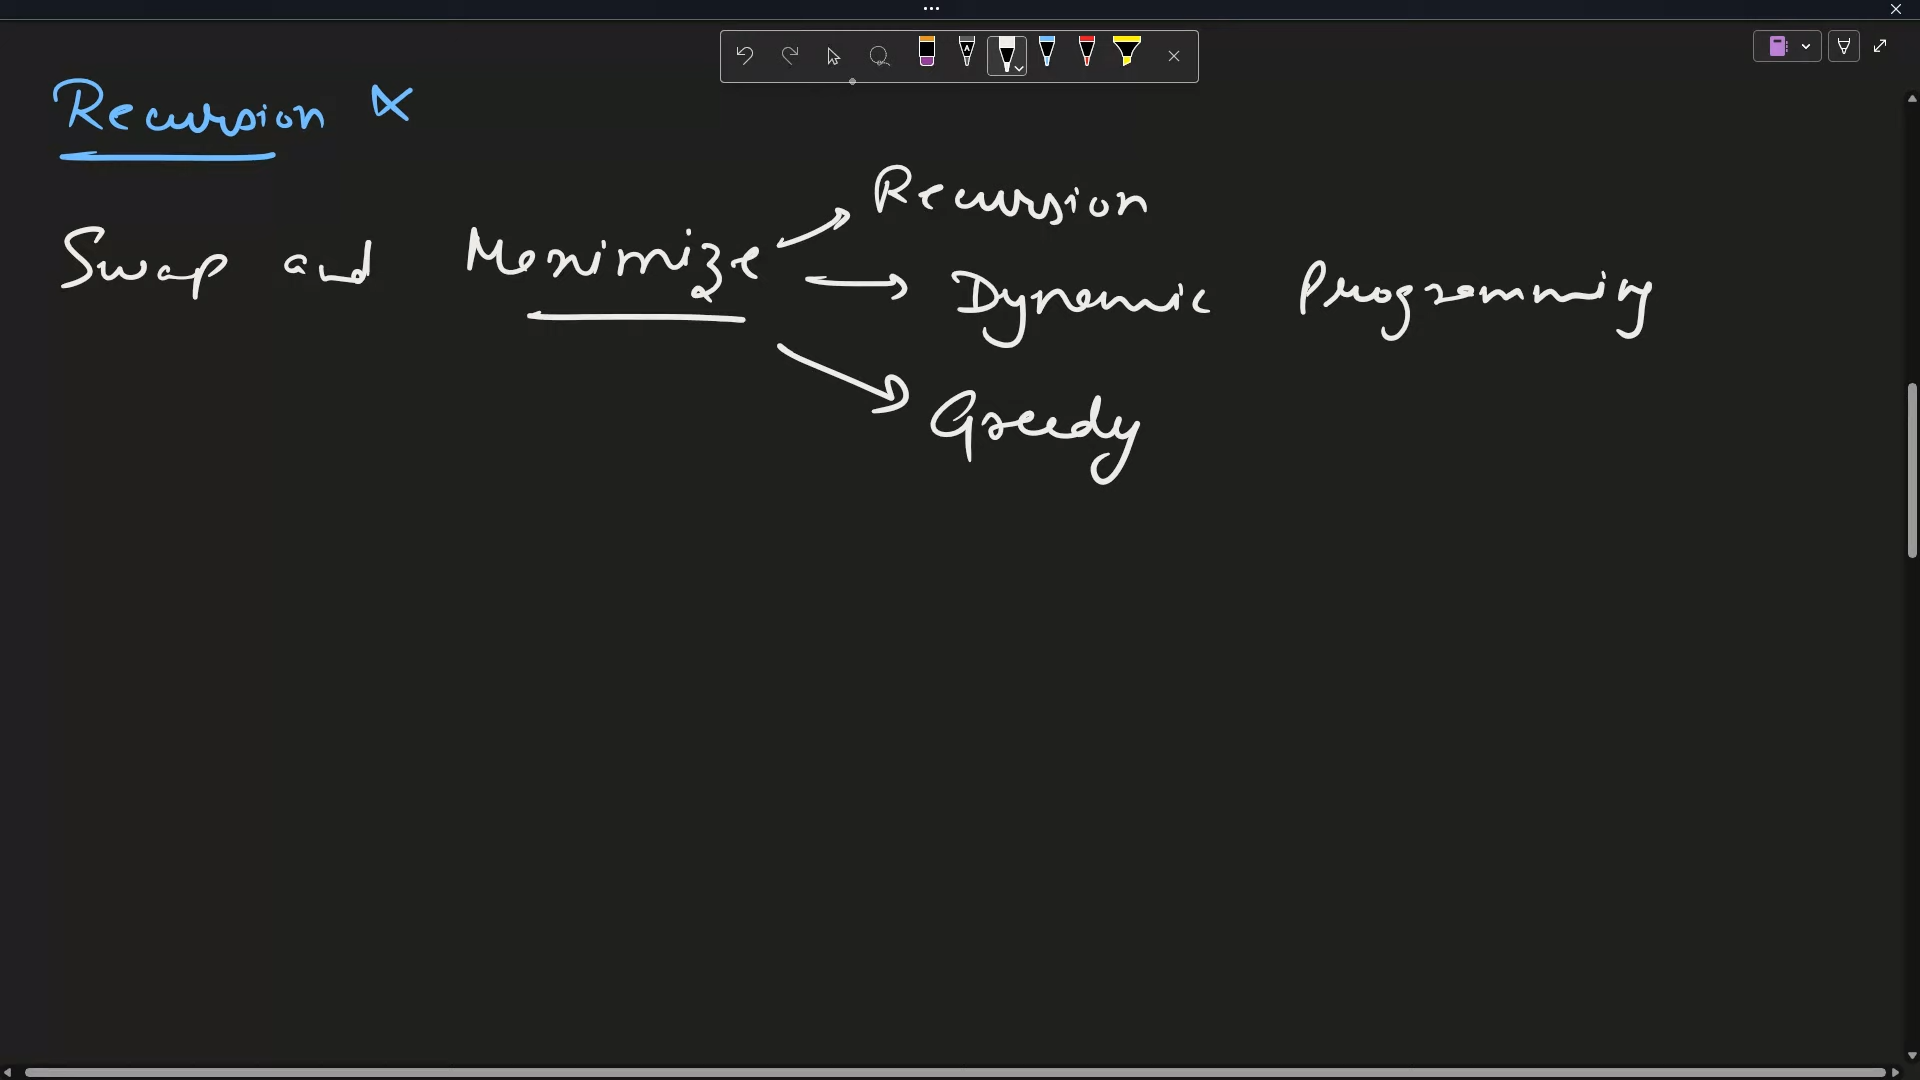 Recursion
Swap and Maximize
Recursion
Dynamic Programming
Greedy